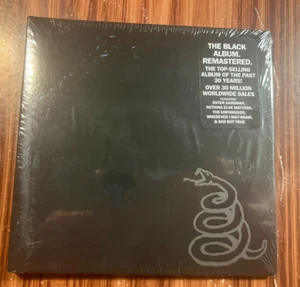 THE BLACK
ALBUM.
REMASTERED.
THE TOP-SELLING
ALBUM OF THE PAST
30 YEARS!
OVER 30 MILLION
WORLDWIDE SALES
FEATURING
ENTER SANDMAN,
NOTHING ELSE MATTERS,
THE UNFORGIVEN,
WHEREVER I MAY ROAM,
& SAD BUT TRUE